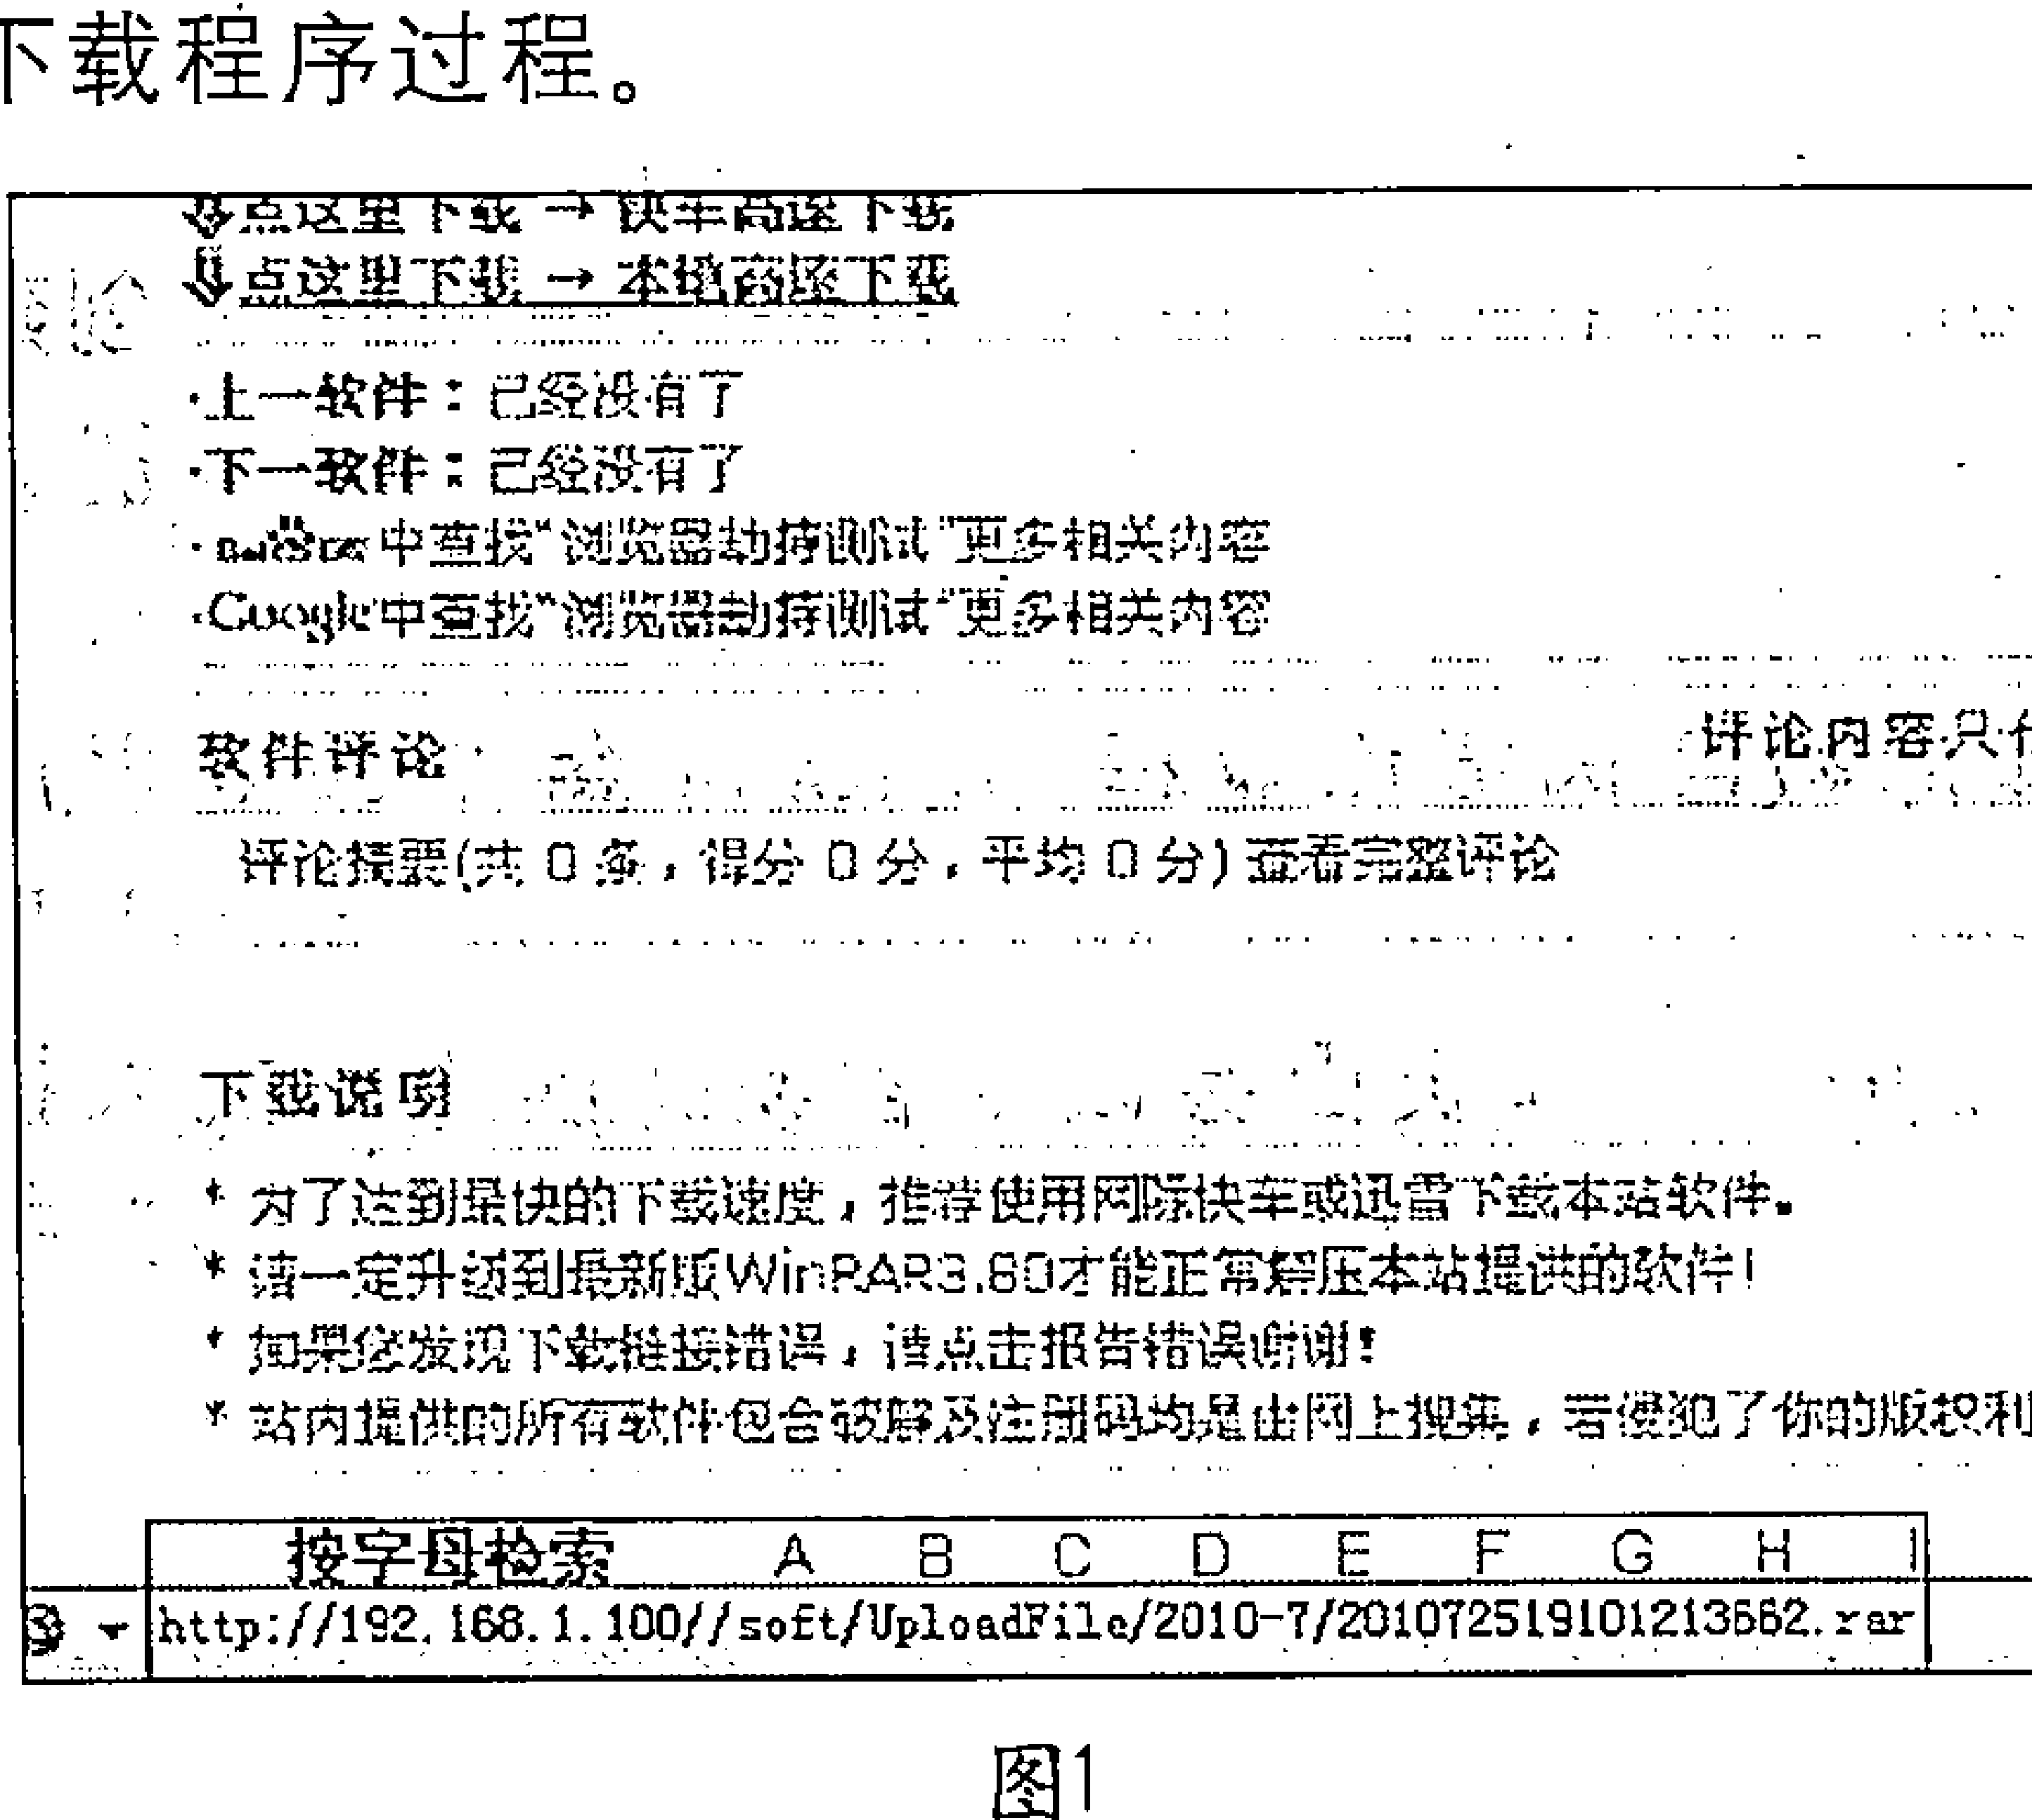 下载程序过程。
点这里下载 → 快车高速下载
点这里下载 → 本地高速下载
·上一软件：已经没有了
·下一软件：已经没有了
·中查找“浏览器劫持测试”更多相关内容
·Google中查找“浏览器劫持测试”更多相关内容
软件评论
评论内容只
评论摘要(共 0 条，得分 0 分，平均 0 分) 查看完整评论
下载说明
* 为了达到最快的下载速度，推荐使用网际快车或迅雷下载本站软件。
* 请一定升级到最新版WinRAR3.60才能正常解压本站提供的软件！
* 如果您发现下载链接错误，请点击报告错误谢谢！
* 站内提供的所有软件包含破解及注册码均是由网上搜集，若侵犯了你的版权利
按字母检索 A B C D E F G H I
http://192.168.1.100//soft/UploadFile/2010-7/201072519101213662.rar
图1